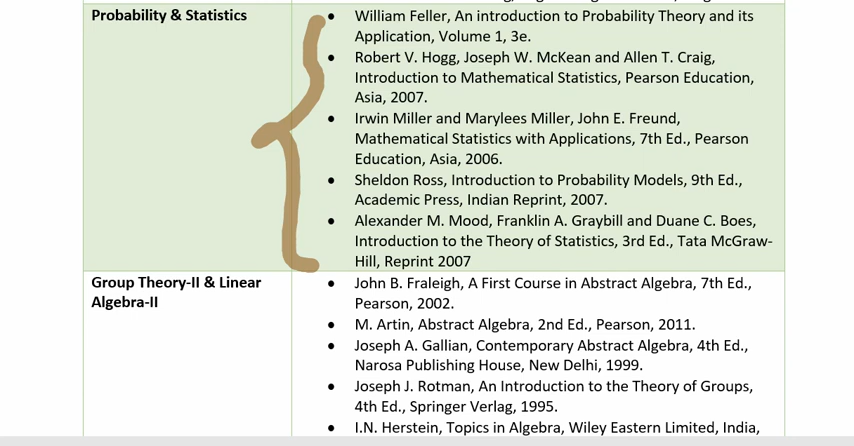 Probability & Statistics
William Feller, An introduction to Probability Theory and its
Application, Volume 1, 3e.
Robert V. Hogg, Joseph W. McKean and Allen T. Craig,
Introduction to Mathematical Statistics, Pearson Education,
Asia, 2007.
Irwin Miller and Marylees Miller, John E. Freund,
Mathematical Statistics with Applications, 7th Ed., Pearson
Education, Asia, 2006.
Sheldon Ross, Introduction to Probability Models, 9th Ed.,
Academic Press, Indian Reprint, 2007.
Alexander M. Mood, Franklin A. Graybill and Duane C. Boes,
Introduction to the Theory of Statistics, 3rd Ed., Tata McGraw-
Hill, Reprint 2007
Group Theory-II & Linear
Algebra-II
John B. Fraleigh, A First Course in Abstract Algebra, 7th Ed.,
Pearson, 2002.
M. Artin, Abstract Algebra, 2nd Ed., Pearson, 2011.
Joseph A. Gallian, Contemporary Abstract Algebra, 4th Ed.,
Narosa Publishing House, New Delhi, 1999.
Joseph J. Rotman, An Introduction to the Theory of Groups,
4th Ed., Springer Verlag, 1995.
I.N. Herstein, Topics in Algebra, Wiley Eastern Limited, India,